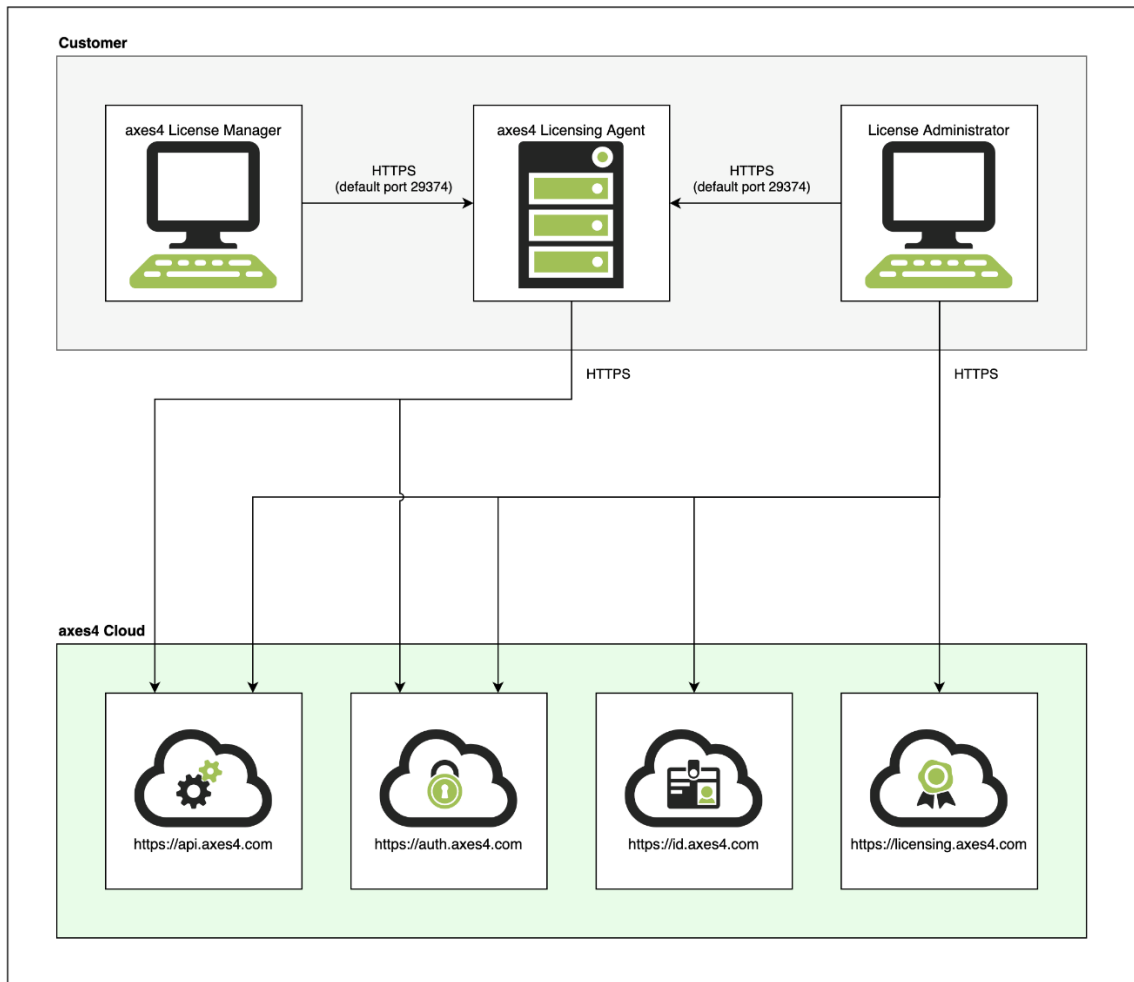 Customer
axes4 License Manager
axes4 Licensing Agent
License Administrator
HTTPS
(default port 29374)
HTTPS
(default port 29374)
HTTPS
HTTPS
axes4 Cloud
https://api.axes4.com
https://auth.axes4.com
https://id.axes4.com
https://licensing.axes4.com